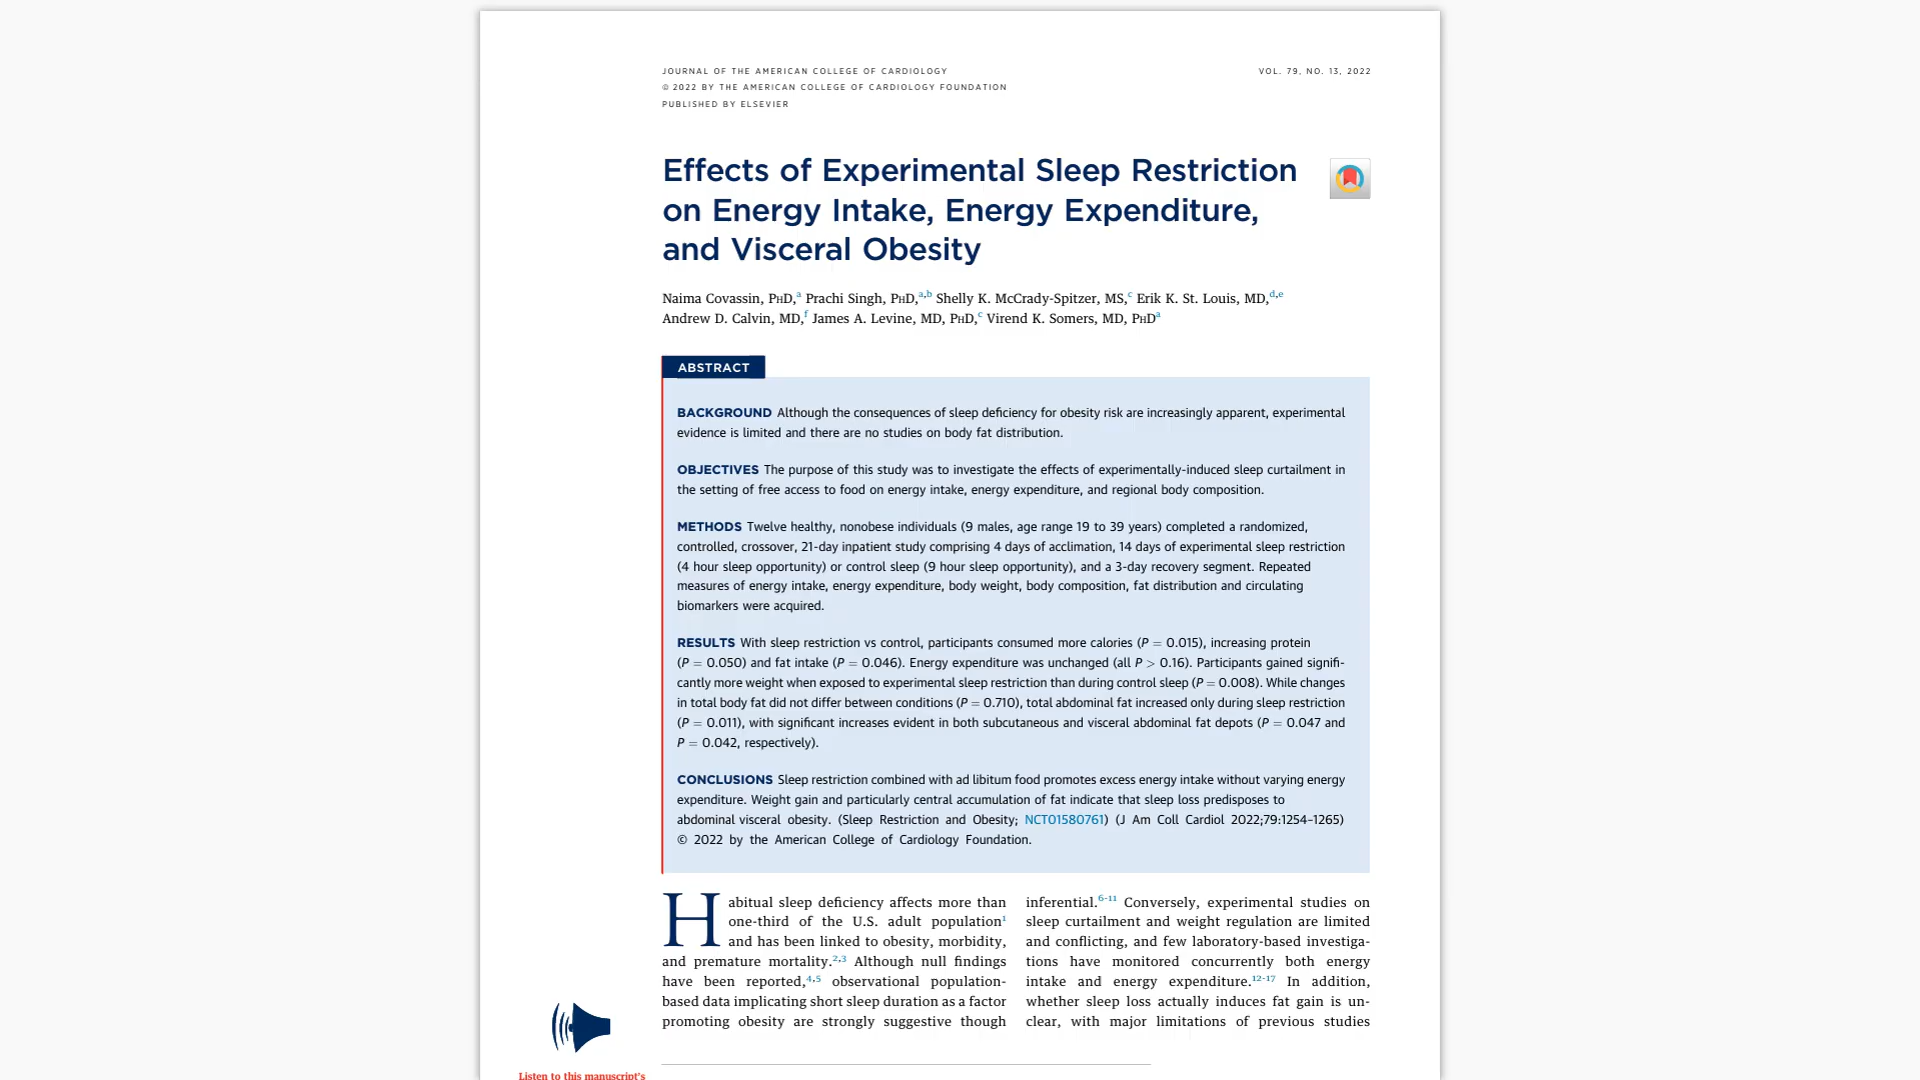 JOURNAL OF THE AMERICAN COLLEGE OF CARDIOLOGY
VOL. 79, NO. 13, 2022
© 2022 BY THE AMERICAN COLLEGE OF CARDIOLOGY FOUNDATION
PUBLISHED BY ELSEVIER
Effects of Experimental Sleep Restriction
on Energy Intake, Energy Expenditure,
and Visceral Obesity
Naima Covassin, PhD,a Prachi Singh, PhD,a,b Shelly K. McCrady-Spitzer, MS,c Erik K. St. Louis, MD,d,e
Andrew D. Calvin, MD,f James A. Levine, MD, PhD,c Virend K. Somers, MD, PhDa
ABSTRACT
BACKGROUND Although the consequences of sleep deficiency for obesity risk are increasingly apparent, experimental
evidence is limited and there are no studies on body fat distribution.
OBJECTIVES The purpose of this study was to investigate the effects of experimentally-induced sleep curtailment in
the setting of free access to food on energy intake, energy expenditure, and regional body composition.
METHODS Twelve healthy, nonobese individuals (9 males, age range 19 to 39 years) completed a randomized,
controlled, crossover, 21-day inpatient study comprising 4 days of acclimation, 14 days of experimental sleep restriction
(4 hour sleep opportunity) or control sleep (9 hour sleep opportunity), and a 3-day recovery segment. Repeated
measures of energy intake, energy expenditure, body weight, body composition, fat distribution and circulating
biomarkers were acquired.
RESULTS With sleep restriction vs control, participants consumed more calories (P = 0.015), increasing protein
(P = 0.050) and fat intake (P = 0.046). Energy expenditure was unchanged (all P > 0.16). Participants gained signifi-
cantly more weight when exposed to experimental sleep restriction than during control sleep (P = 0.008). While changes
in total body fat did not differ between conditions (P = 0.710), total abdominal fat increased only during sleep restriction
(P = 0.011), with significant increases evident in both subcutaneous and visceral abdominal fat depots (P = 0.047 and
P = 0.042, respectively).
CONCLUSIONS Sleep restriction combined with ad libitum food promotes excess energy intake without varying energy
expenditure. Weight gain and particularly central accumulation of fat indicate that sleep loss predisposes to
abdominal visceral obesity. (Sleep Restriction and Obesity; NCT01580761) (J Am Coll Cardiol 2022;79:1254–1265)
© 2022 by the American College of Cardiology Foundation.
Habitual sleep deficiency affects more than
one-third of the U.S. adult population1
and has been linked to obesity, morbidity,
and premature mortality.2,3 Although null findings
have been reported,4,5 observational population-
based data implicating short sleep duration as a factor
promoting obesity are strongly suggestive though
inferential.6-11 Conversely, experimental studies on
sleep curtailment and weight regulation are limited
and conflicting, and few laboratory-based investiga-
tions have monitored concurrently both energy
intake and energy expenditure.12-17 In addition,
whether sleep loss actually induces fat gain is un-
clear, with major limitations of previous studies
Listen to this manuscript's